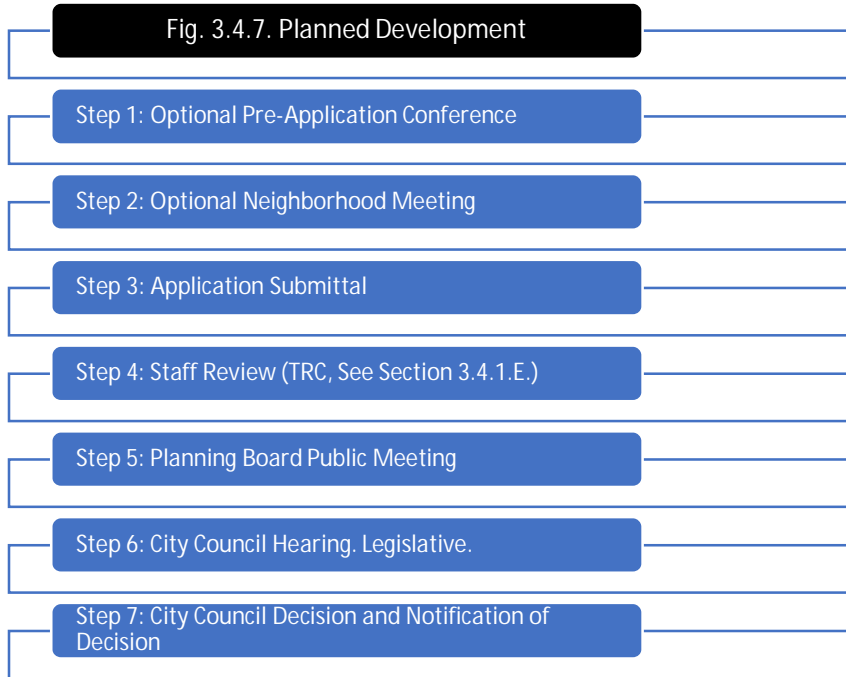 Fig. 3.4.7. Planned Development
Step 1: Optional Pre-Application Conference
Step 2: Optional Neighborhood Meeting
Step 3: Application Submittal
Step 4: Staff Review (TRC, See Section 3.4.1.E.)
Step 5: Planning Board Public Meeting
Step 6: City Council Hearing. Legislative.
Step 7: City Council Decision and Notification of
Decision